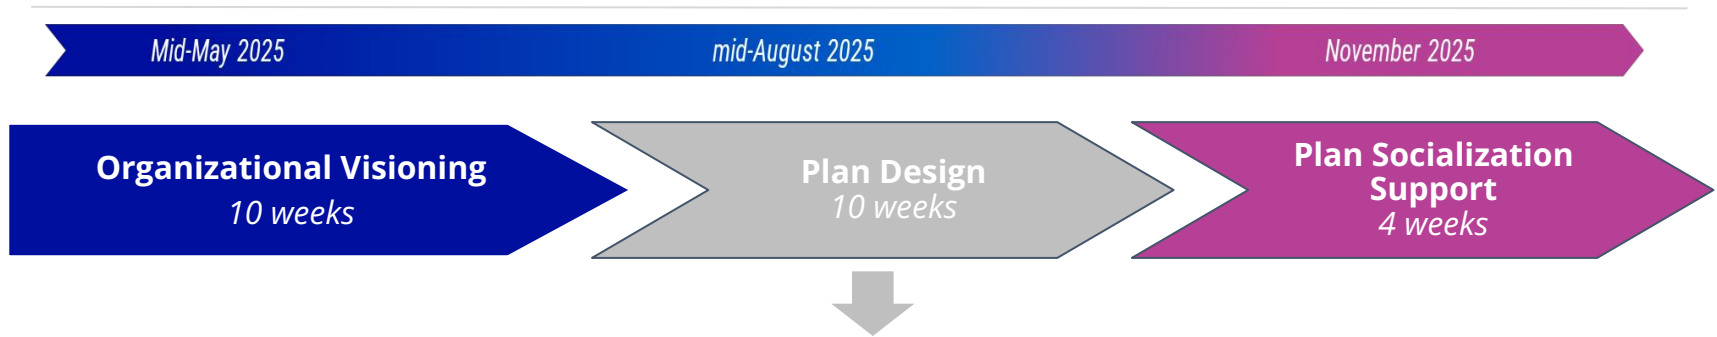 Mid-May 2025
mid-August 2025
November 2025
Organizational Visioning
10 weeks
Plan Design
10 weeks
Plan Socialization
Support
4 weeks